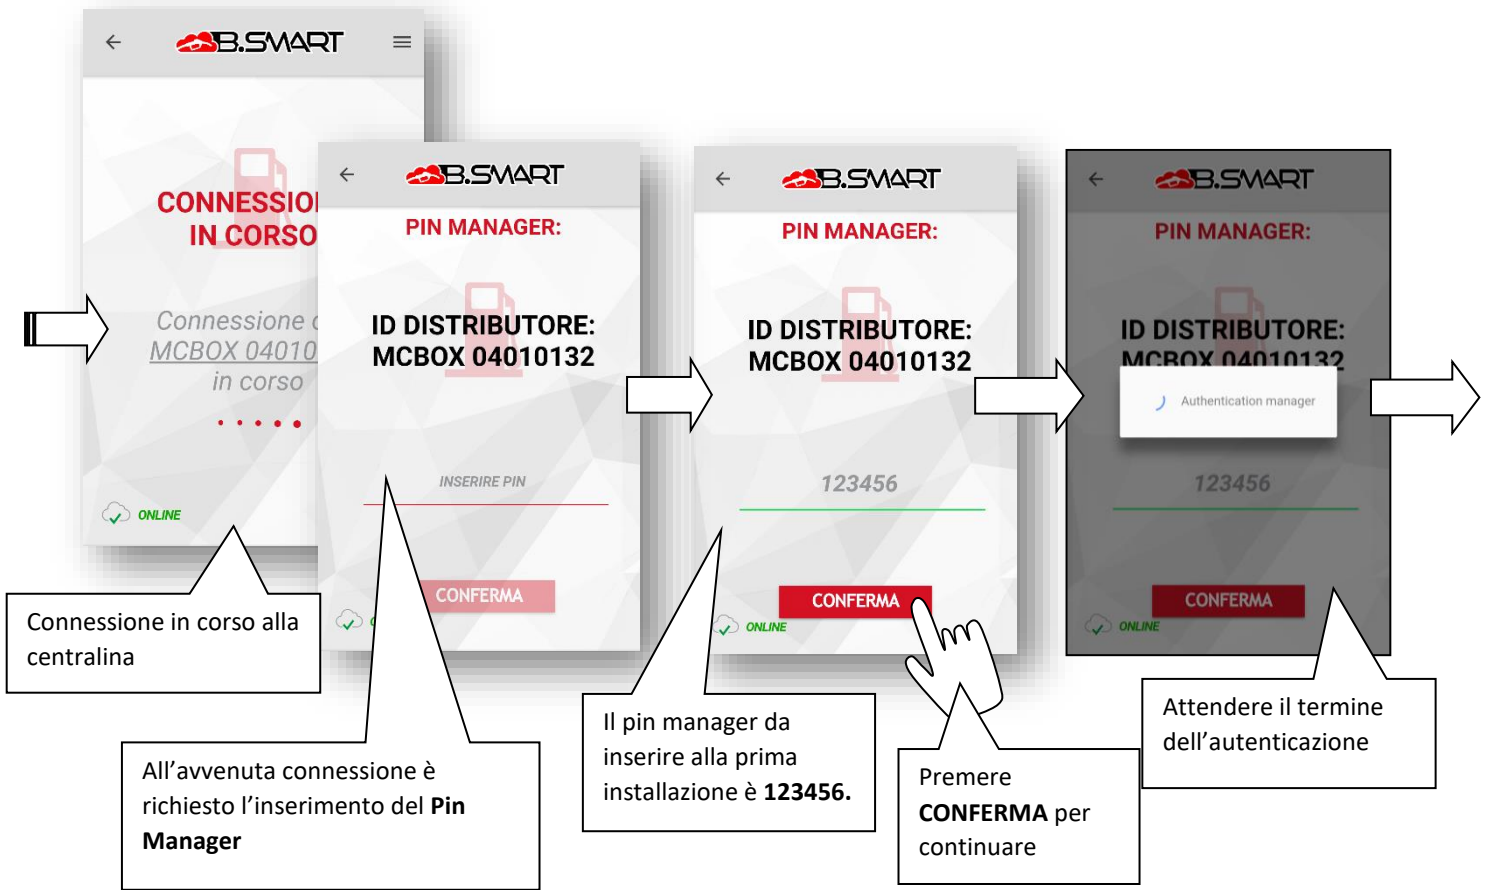 B.SMART
CONNESSIO
IN CORSO
Connessione
MCBOX 04010
in corso
ONLINE
Connessione in corso alla
centralina
B.SMART
PIN MANAGER:
ID DISTRIBUTORE:
MCBOX 04010132
INSERIRE PIN
CONFERMA
All’avvenuta connessione è
richiesto l’inserimento del Pin
Manager
B.SMART
PIN MANAGER:
ID DISTRIBUTORE:
MCBOX 04010132
123456
CONFERMA
ONLINE
Il pin manager da
inserire alla prima
installazione è 123456.
Premere
CONFERMA per
continuare
B.SMART
PIN MANAGER:
ID DISTRIBUTORE:
MCBOX 04010132
Authentication manager
123456
CONFERMA
ONLINE
Attendere il termine
dell’autenticazione